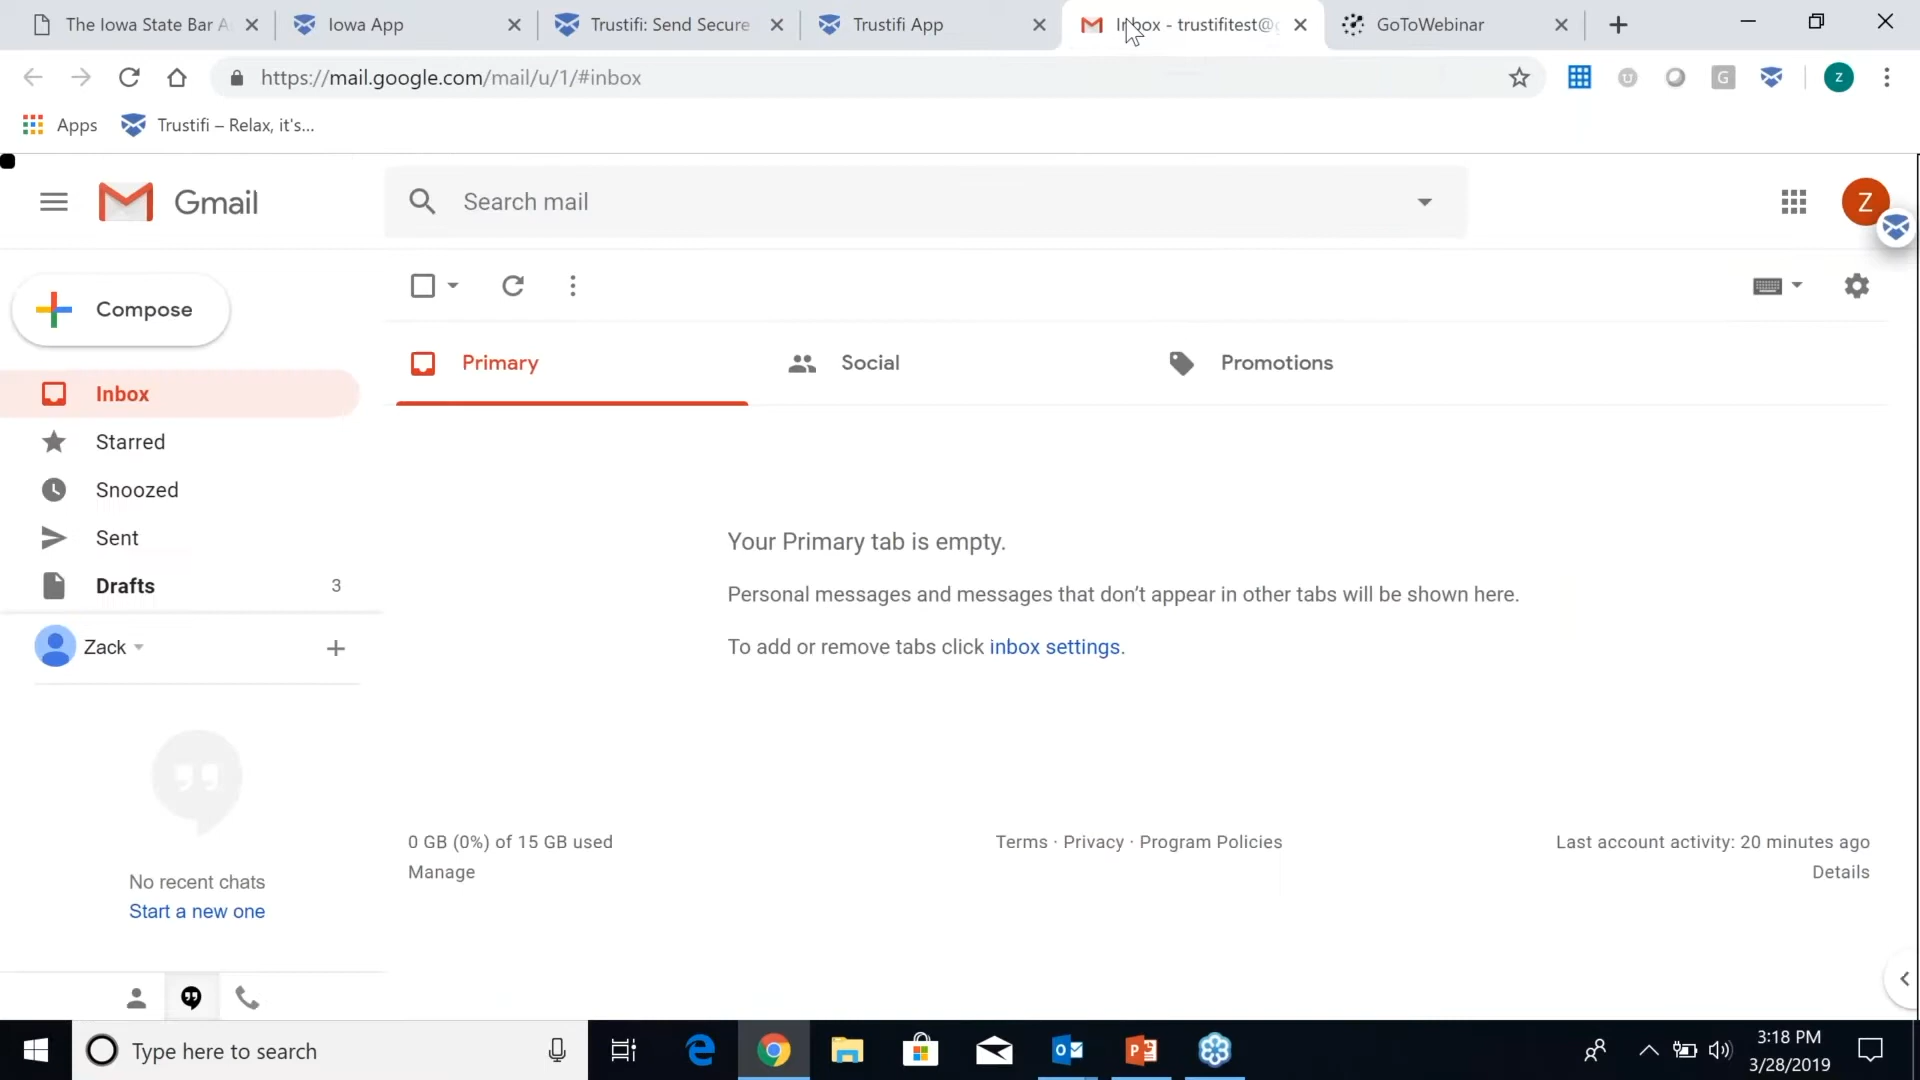 The Iowa State Bar A
Iowa App
Trustifi: Send Secure
Trustifi App
Inbox - trustifitest@g
GoToWebinar
https://mail.google.com/mail/u/1/#inbox
G
z
Apps
Trustifi – Relax, it's...
Gmail
Search mail
Z
Compose
Primary
Social
Promotions
Inbox
Starred
Snoozed
Sent
Drafts 3
Zack
Your Primary tab is empty.
Personal messages and messages that don’t appear in other tabs will be shown here.
To add or remove tabs click inbox settings.
No recent chats
Start a new one
0 GB (0%) of 15 GB used
Manage
Terms · Privacy · Program Policies
Last account activity: 20 minutes ago
Details
Type here to search
3:18 PM
3/28/2019